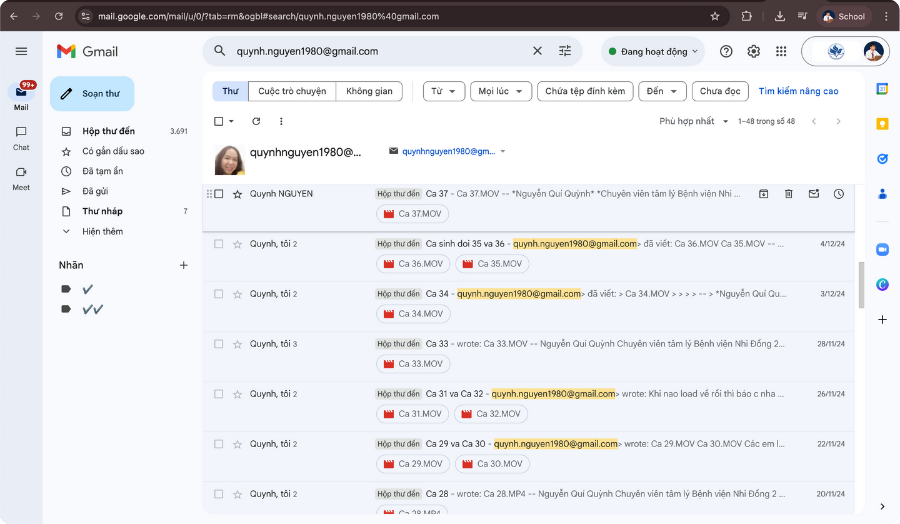 mail.google.com/mail/u/0/?tab=rm&ogbl#search/quynh.nguyen1980%40gmail.com
School
Gmail
quynh.nguyen1980@gmail.com
Đang hoạt động
99+
Mail
Chat
Meet
Soạn thư
Hộp thư đến 3.691
Có gắn dấu sao
Đã tạm ẩn
Đã gửi
Thư nháp 7
Hiện thêm
Nhãn
Thư Cuộc trò chuyện Không gian Từ Mọi lúc Chứa tệp đính kèm Đến Chưa đọc Tìm kiếm nâng cao
Phù hợp nhất 1–48 trong số 48
quynhnguyen1980@... quynhnguyen1980@gm...
Quynh NGUYEN Hộp thư đến Ca 37 - Ca 37.MOV -- *Nguyễn Quí Quỳnh* *Chuyên viên tâm lý Bệnh viện Nhi ...
Ca 37.MOV
Quynh, tôi 2 Hộp thư đến Ca sinh doi 35 va 36 - quynh.nguyen1980@gmail.com> đã viết: Ca 36.MOV Ca 35.MOV -- ... 4/12/24
Ca 36.MOV Ca 35.MOV
Quynh, tôi 2 Hộp thư đến Ca 34 - quynh.nguyen1980@gmail.com> đã viết: > Ca 34.MOV > > > > -- > *Nguyễn Quí Qu... 3/12/24
Ca 34.MOV
Quynh, tôi 3 Hộp thư đến Ca 33 - wrote: Ca 33.MOV -- Nguyễn Quí Quỳnh Chuyên viên tâm lý Bệnh viện Nhi Đồng 2... 28/11/24
Ca 33.MOV
Quynh, tôi 2 Hộp thư đến Ca 31 va Ca 32 - quynh.nguyen1980@gmail.com> wrote: Khi nao load về rồi thì báo c nha ... 26/11/24
Ca 31.MOV Ca 32.MOV
Quynh, tôi 2 Hộp thư đến Ca 29 va Ca 30 - quynh.nguyen1980@gmail.com> wrote: Ca 29.MOV Ca 30.MOV Các em l... 22/11/24
Ca 29.MOV Ca 30.MOV
Quynh, tôi 2 Hộp thư đến Ca 28 - wrote: Ca 28.MP4 -- Nguyễn Quí Quỳnh Chuyên viên tâm lý Bệnh viện Nhi Đồng 2 ... 20/11/24
Ca 28.MP4